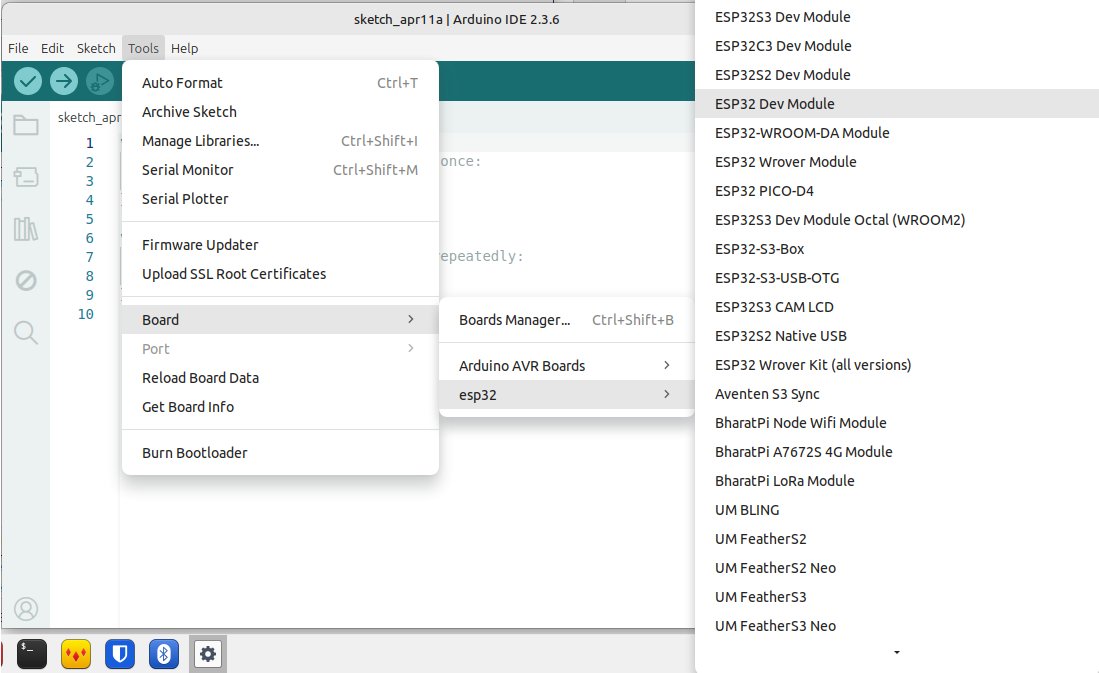 sketch_apr11a | Arduino IDE 2.3.6
File Edit Sketch Tools Help
sketch_apr
1
2
3
4
5
6
7
8
9
10
once:
epeatedly:
Auto Format Ctrl+T
Archive Sketch
Manage Libraries... Ctrl+Shift+I
Serial Monitor Ctrl+Shift+M
Serial Plotter
Firmware Updater
Upload SSL Root Certificates
Board
Port
Reload Board Data
Get Board Info
Burn Bootloader
Boards Manager... Ctrl+Shift+B
Arduino AVR Boards
esp32
ESP32S3 Dev Module
ESP32C3 Dev Module
ESP32S2 Dev Module
ESP32 Dev Module
ESP32-WROOM-DA Module
ESP32 Wrover Module
ESP32 PICO-D4
ESP32S3 Dev Module Octal (WROOM2)
ESP32-S3-Box
ESP32-S3-USB-OTG
ESP32S3 CAM LCD
ESP32S2 Native USB
ESP32 Wrover Kit (all versions)
Aventen S3 Sync
BharatPi Node Wifi Module
BharatPi A7672S 4G Module
BharatPi LoRa Module
UM BLING
UM FeatherS2
UM FeatherS2 Neo
UM FeatherS3
UM FeatherS3 Neo